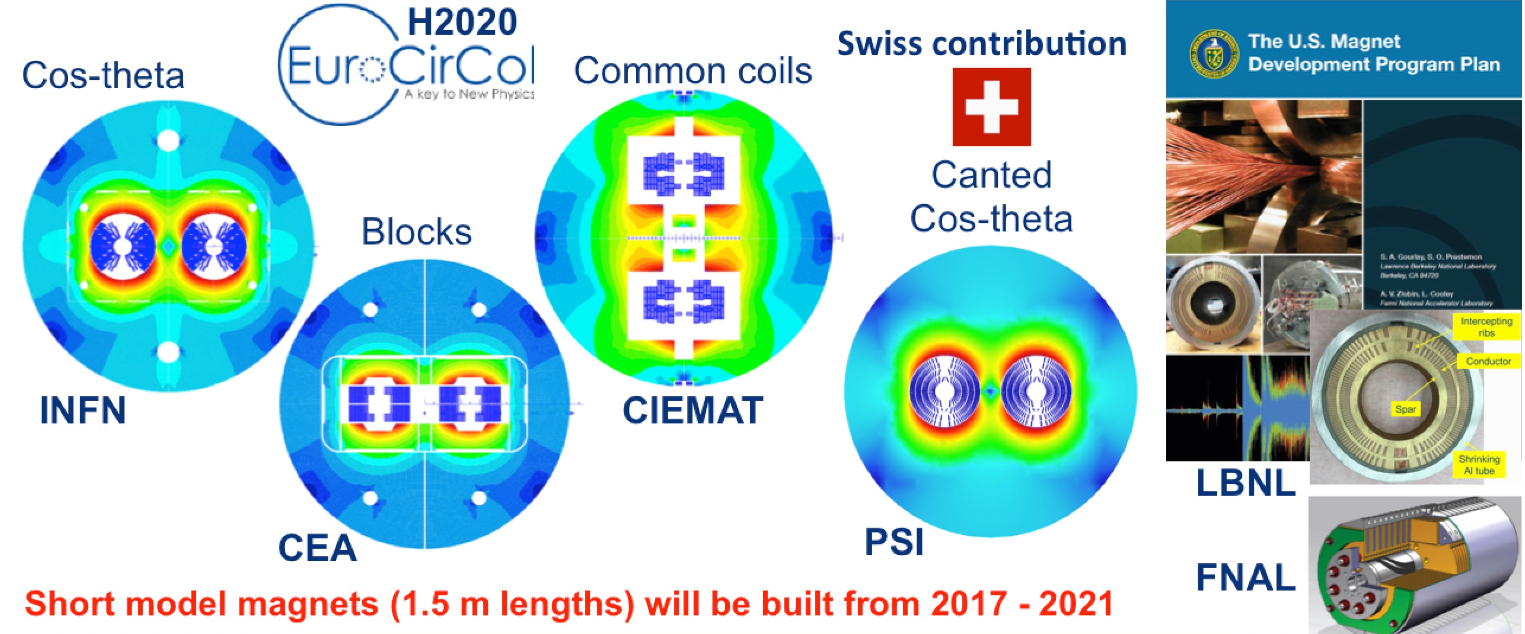 H2020
EuroCirCol
A key to New Physics
Cos-theta
INFN
Blocks
CEA
Common coils
CIEMAT
Swiss contribution
Canted
Cos-theta
PSI
Short model magnets (1.5 m lengths) will be built from 2017 - 2021
The U.S. Magnet
Development Program Plan
S. A. Gourlay, S. O. Prestemon
Lawrence Berkeley National Laboratory
Berkeley, CA 94720
A. V. Zlobin, L. Cooley
Fermi National Accelerator Laboratory
Intercepting
ribs
Conductor
Spar
Shrinking
Al tube
LBNL
FNAL